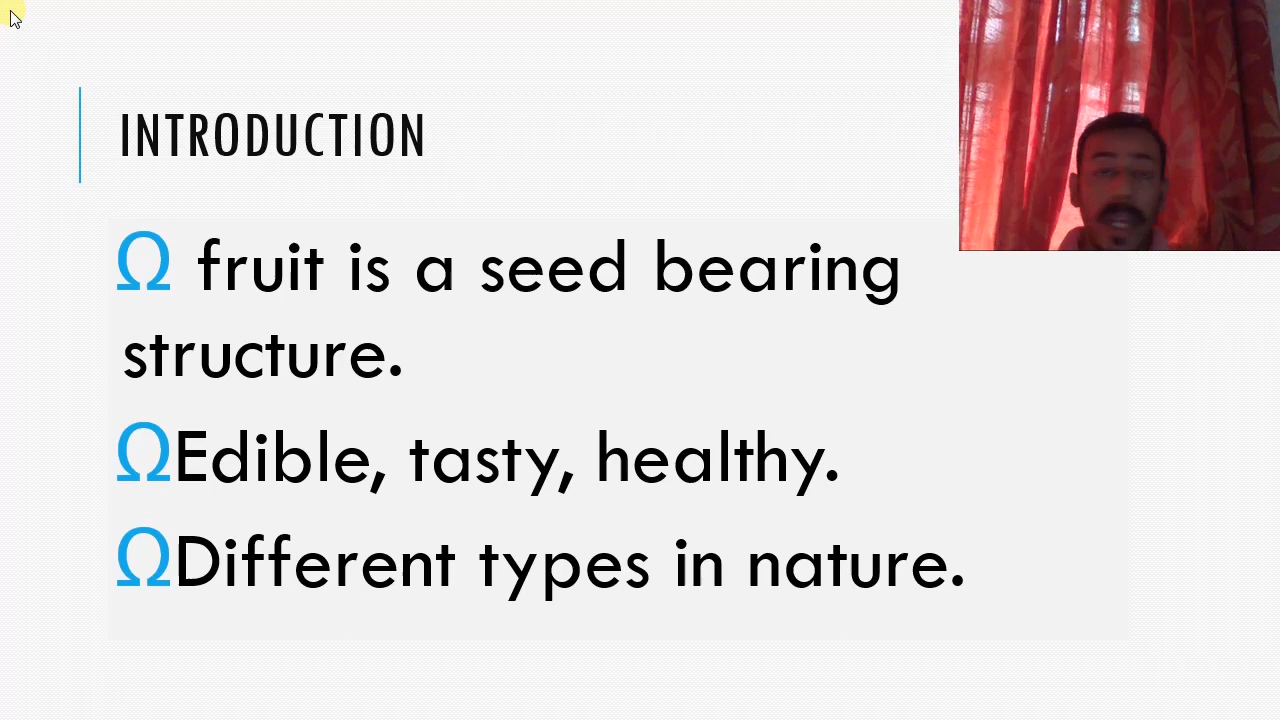 INTRODUCTION
Ω fruit is a seed bearing
structure.
ΩEdible, tasty, healthy.
ΩDifferent types in nature.